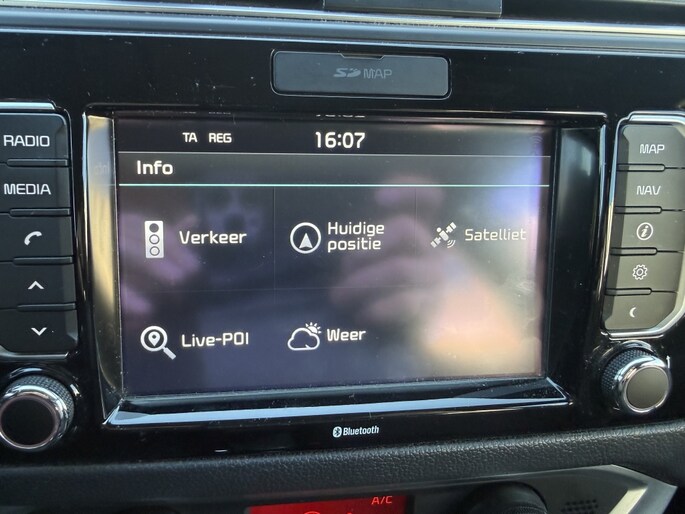 SD MAP
TA REG 16:07
Info
RADIO
MEDIA
Verkeer
Huidige
positie
Satelliet
Live-POI
Weer
MAP
NAV
Bluetooth
A/C